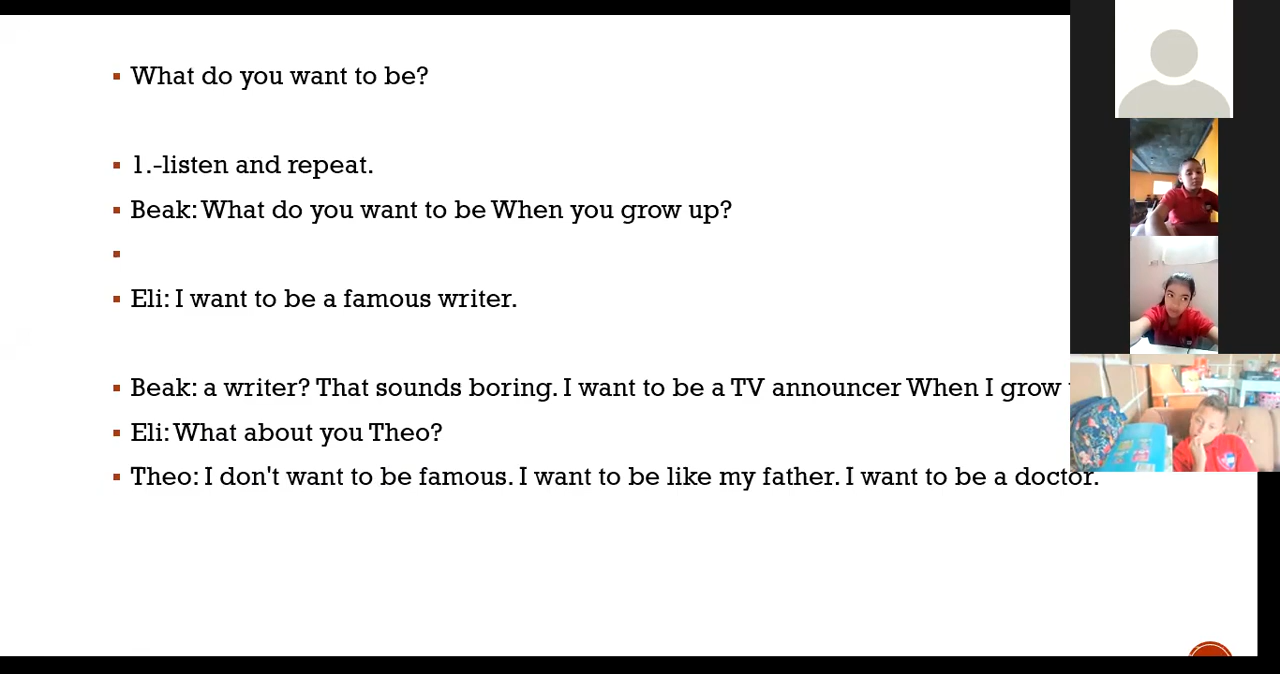 What do you want to be?
1.-listen and repeat.
Beak: What do you want to be When you grow up?
Eli: I want to be a famous writer.
Beak: a writer? That sounds boring. I want to be a TV announcer When I grow
Eli: What about you Theo?
Theo: I don't want to be famous. I want to be like my father. I want to be a doctor.